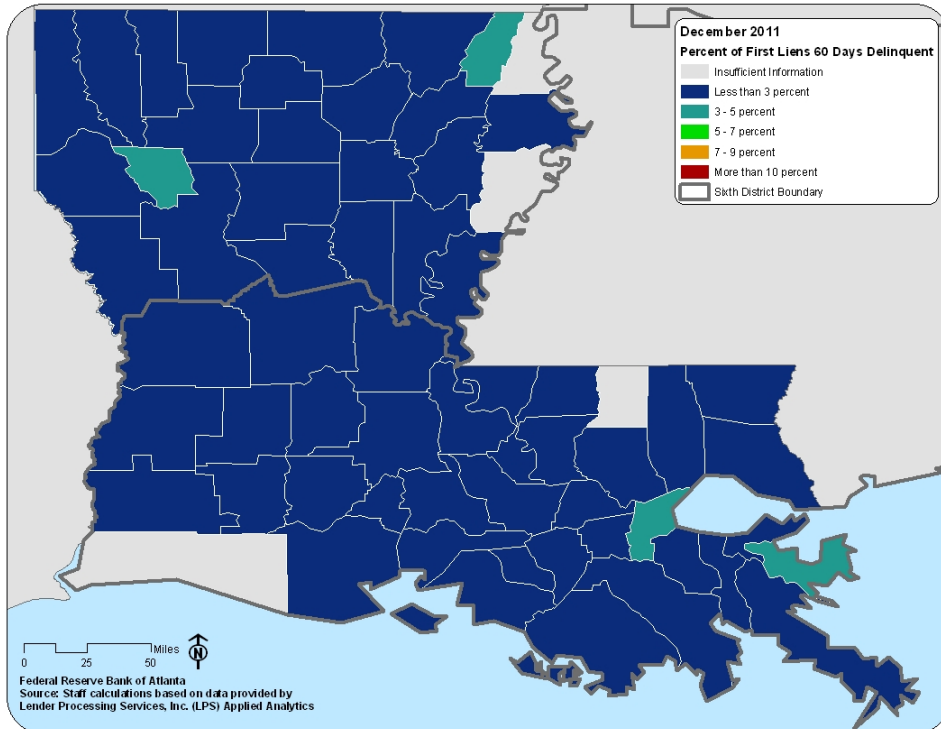 December 2011
Percent of First Liens 60 Days Delinquent
Insufficient Information
Less than 3 percent
3 - 5 percent
5 - 7 percent
7 - 9 percent
More than 10 percent
Sixth District Boundary
Miles
0 25 50
N
Federal Reserve Bank of Atlanta
Source: Staff calculations based on data provided by
Lender Processing Services, Inc. (LPS) Applied Analytics